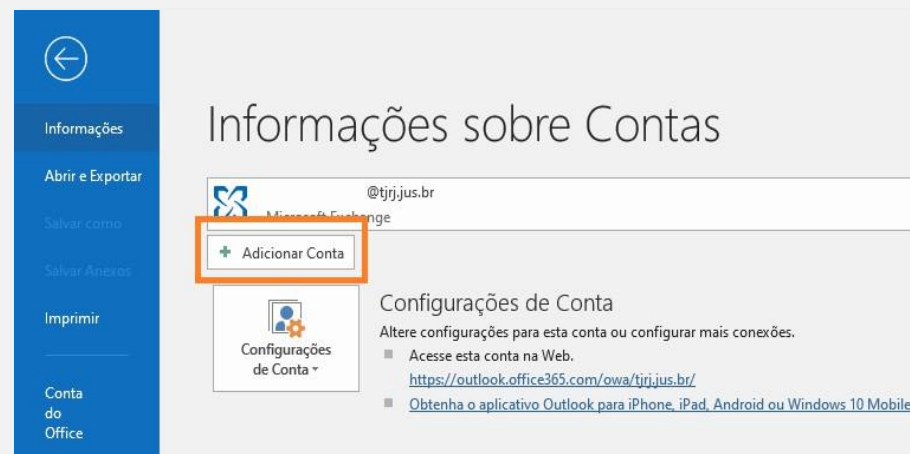 Informações
Abrir e Exportar
Salvar como
Salvar Anexos
Imprimir
Conta
do
Office
Informações sobre Contas
@tjrj.jus.br
Microsoft Exchange
+ Adicionar Conta
Configurações
de Conta
Configurações de Conta
Altere configurações para esta conta ou configurar mais conexões.
Acesse esta conta na Web.
https://outlook.office365.com/owa/tjrj.jus.br/
Obtenha o aplicativo Outlook para iPhone, iPad, Android ou Windows 10 Mobile